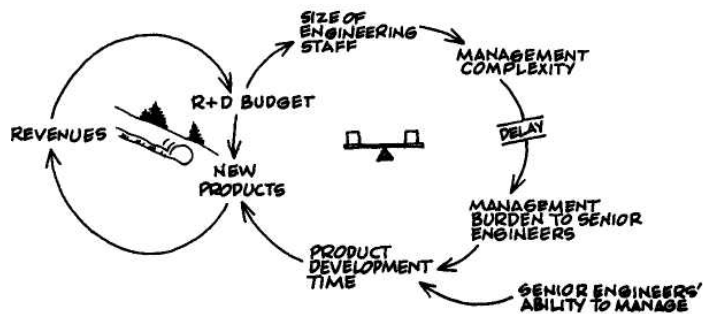 SIZE OF
ENGINEERING
STAFF
MANAGEMENT
COMPLEXITY
R+D BUDGET
REVENUES
DELAY
NEW
PRODUCTS
MANAGEMENT
BURDEN TO SENIOR
ENGINEERS
PRODUCT
DEVELOPMENT
TIME
SENIOR ENGINEERS'
ABILITY TO MANAGE